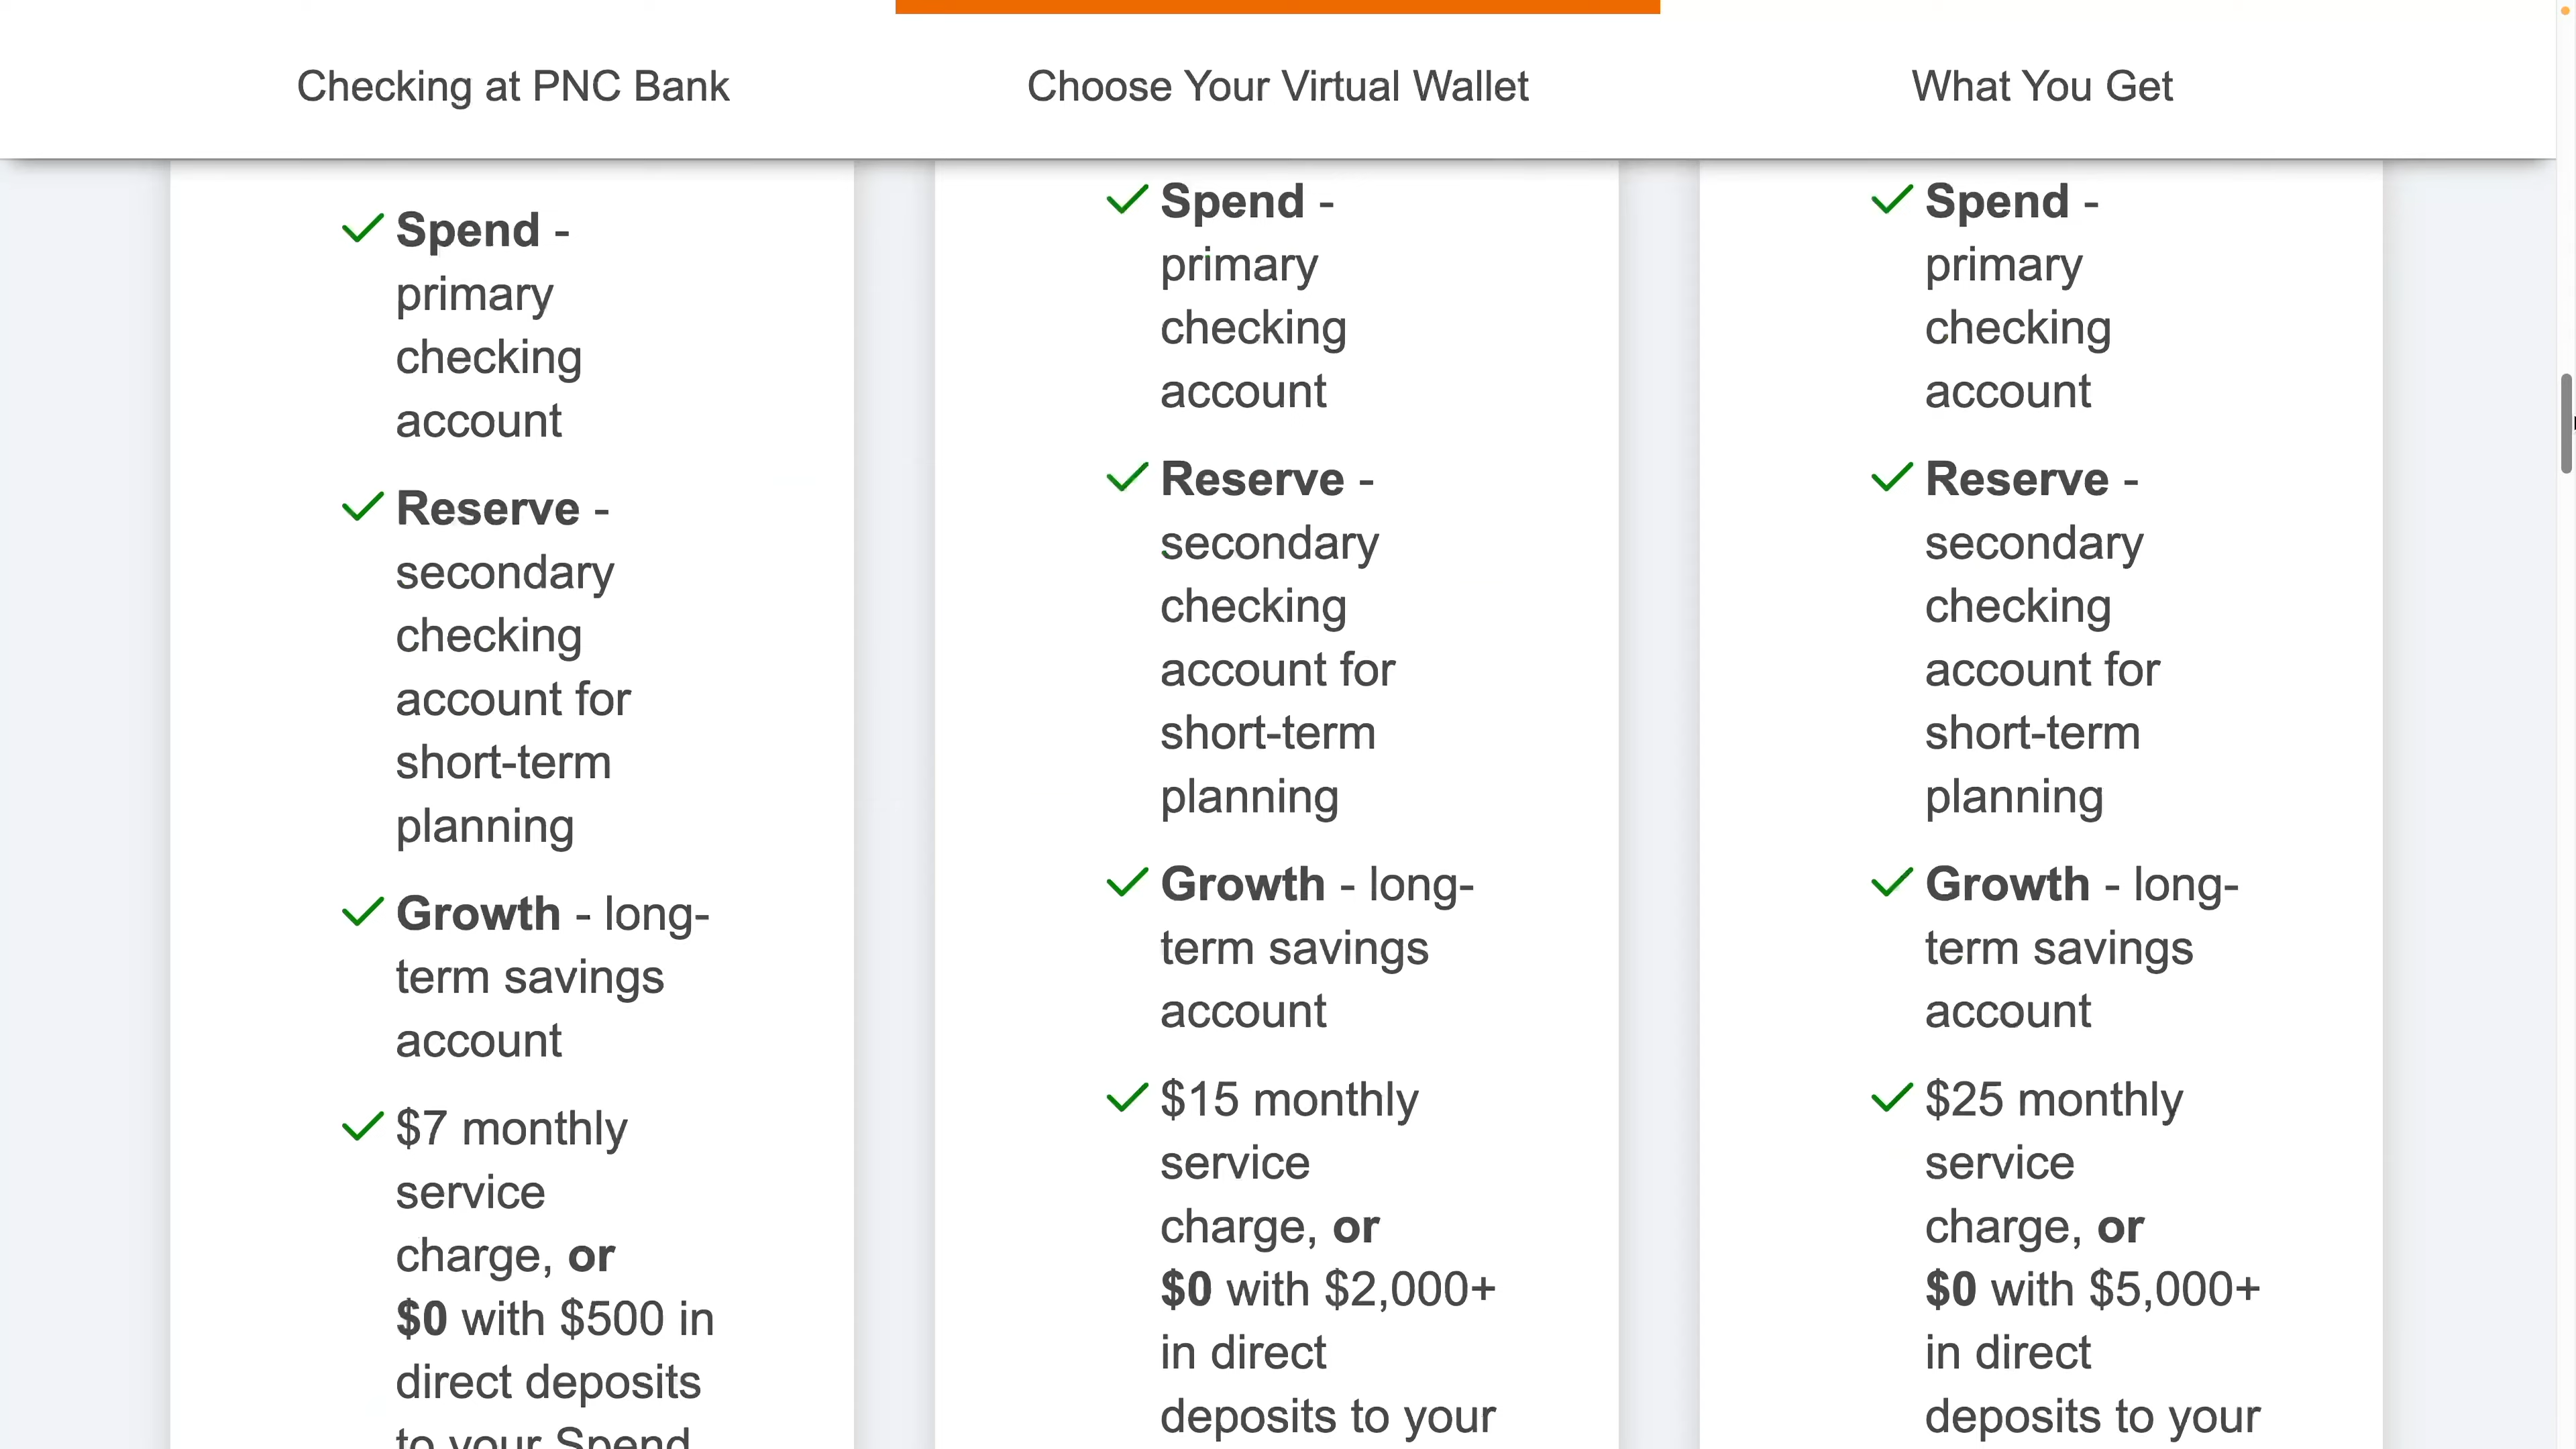 Checking at PNC Bank
Choose Your Virtual Wallet
What You Get
Spend -
primary
checking
account
Reserve -
secondary
checking
account for
short-term
planning
Growth - long-
term savings
account
$7 monthly
service
charge, or
$0 with $500 in
direct deposits
to your Spend
Spend -
primary
checking
account
Reserve -
secondary
checking
account for
short-term
planning
Growth - long-
term savings
account
$15 monthly
service
charge, or
$0 with $2,000+
in direct
deposits to your
Spend -
primary
checking
account
Reserve -
secondary
checking
account for
short-term
planning
Growth - long-
term savings
account
$25 monthly
service
charge, or
$0 with $5,000+
in direct
deposits to your